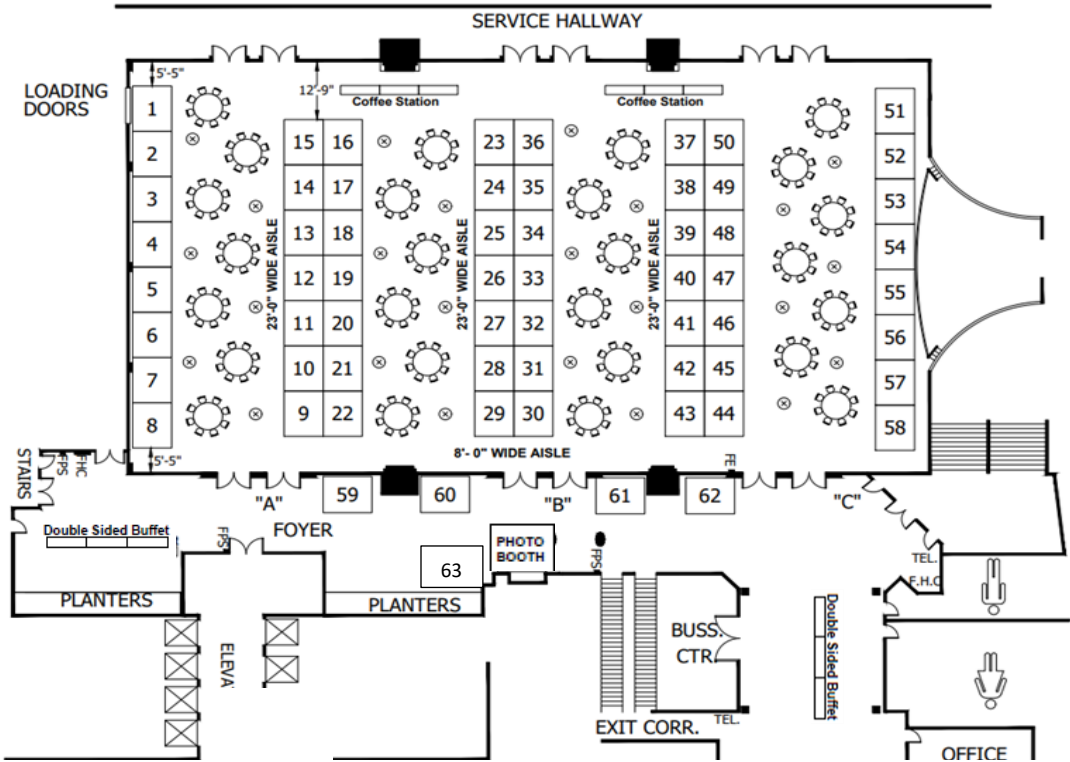 SERVICE HALLWAY
LOADING
DOORS
5'-5"
12'-9"
Coffee Station
Coffee Station
1
2
3
4
5
6
7
8
5'-5"
23'-0" WIDE AISLE
15 16
14 17
13 18
12 19
11 20
10 21
9 22
23'-0" WIDE AISLE
23 36
24 35
25 34
26 33
27 32
28 31
29 30
23'-0" WIDE AISLE
37 50
38 49
39 48
40 47
41 46
42 45
43 44
51
52
53
54
55
56
57
58
8'- 0" WIDE AISLE
FE
STAIRS
FPS
FHC
"A"
59
60
"B"
61
62
"C"
FOYER
Double Sided Buffet
FPS
63
PHOTO
BOOTH
FPS
TEL.
F.H.C
PLANTERS
PLANTERS
ELEVA
BUSS.
CTR.
Double Sided Buffet
EXIT CORR.
TEL.
OFFICE